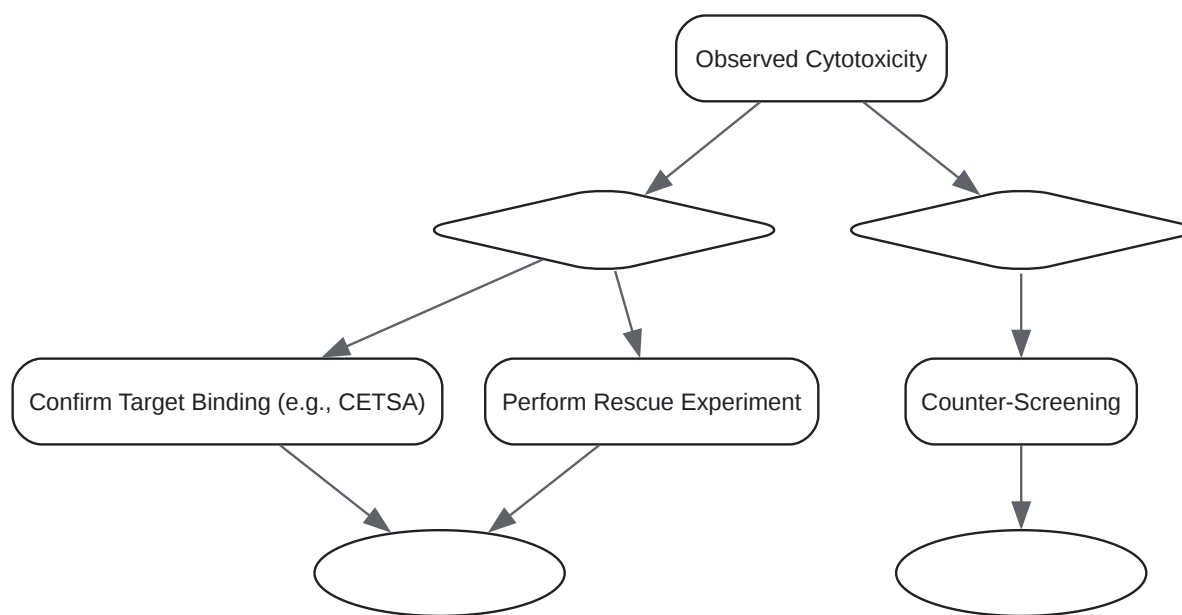 Observed Cytotoxicity
Confirm Target Binding (e.g., CETSA)
Perform Rescue Experiment
Counter-Screening